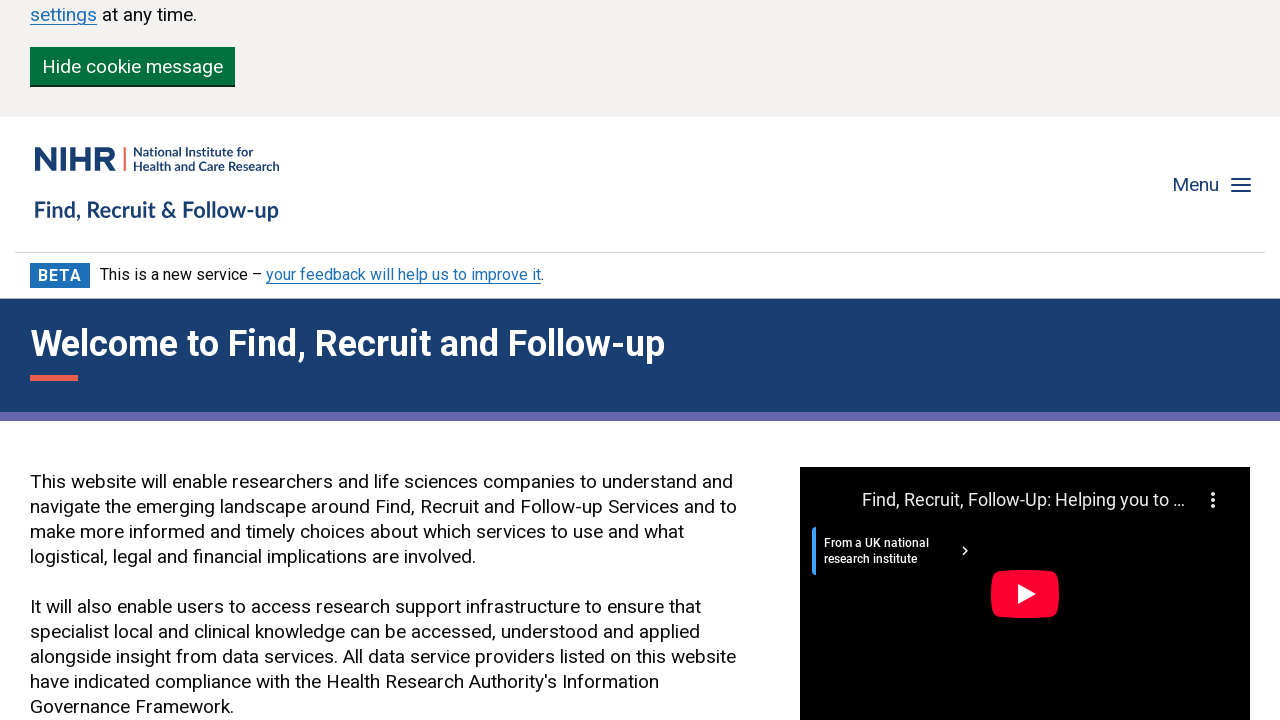 settings at any time.
Hide cookie message
NIHR | National Institute for
Health and Care Research
Find, Recruit & Follow-up
Menu
BETA This is a new service – your feedback will help us to improve it.
Welcome to Find, Recruit and Follow-up
This website will enable researchers and life sciences companies to understand and
navigate the emerging landscape around Find, Recruit and Follow-up Services and to
make more informed and timely choices about which services to use and what
logistical, legal and financial implications are involved.
It will also enable users to access research support infrastructure to ensure that
specialist local and clinical knowledge can be accessed, understood and applied
alongside insight from data services. All data service providers listed on this website
have indicated compliance with the Health Research Authority's Information
Governance Framework.
Find, Recruit, Follow-Up: Helping you to ...
From a UK national
research institute